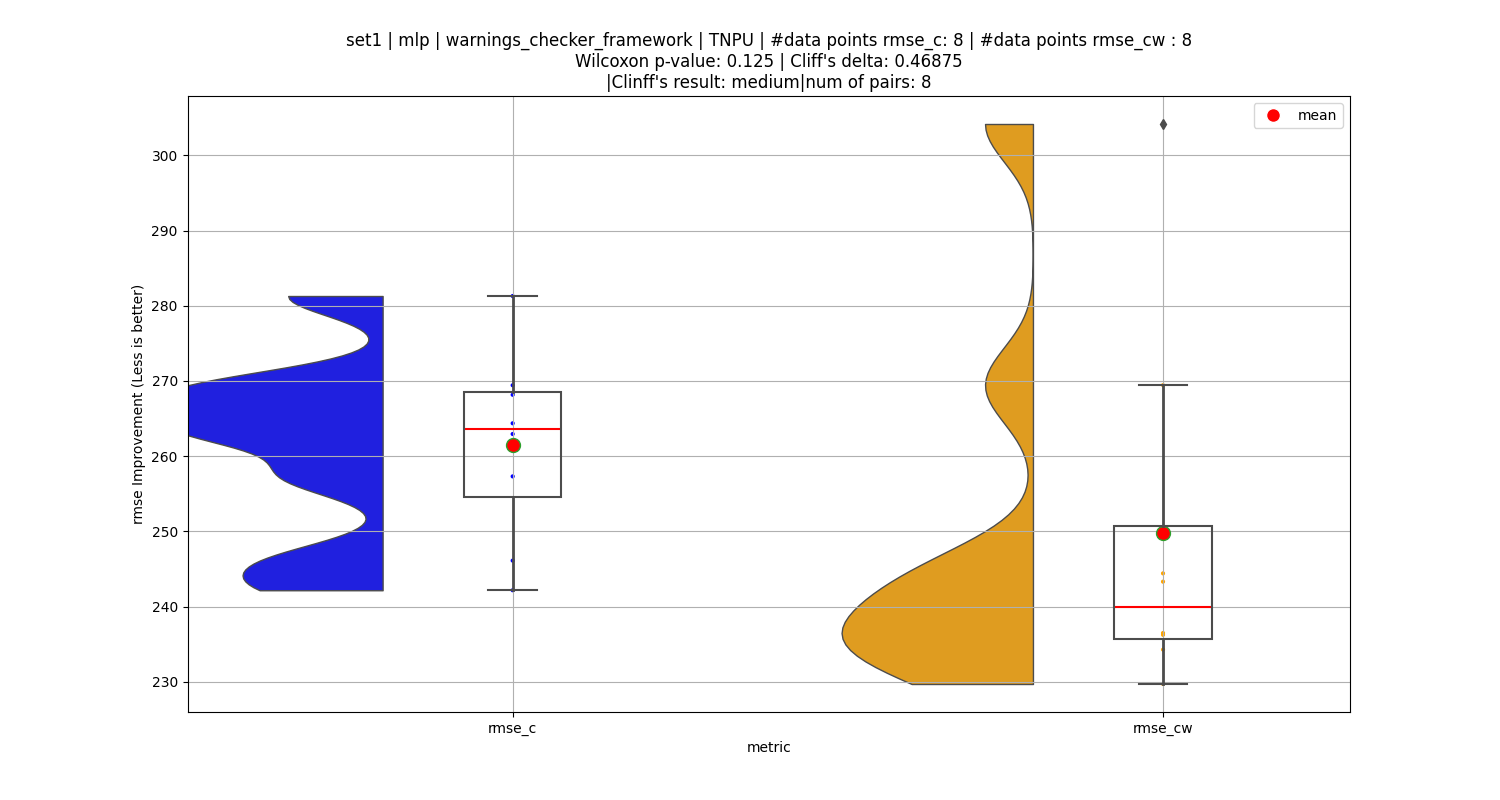 set1 | mlp | warnings_checker_framework | TNPU | #data points rmse_c: 8 | #data points rmse_cw : 8
Wilcoxon p-value: 0.125 | Cliff's delta: 0.46875
|Clinff's result: medium|num of pairs: 8
mean
rmse Improvement (Less is better)
300
290
280
270
260
250
240
230
rmse_c
rmse_cw
metric